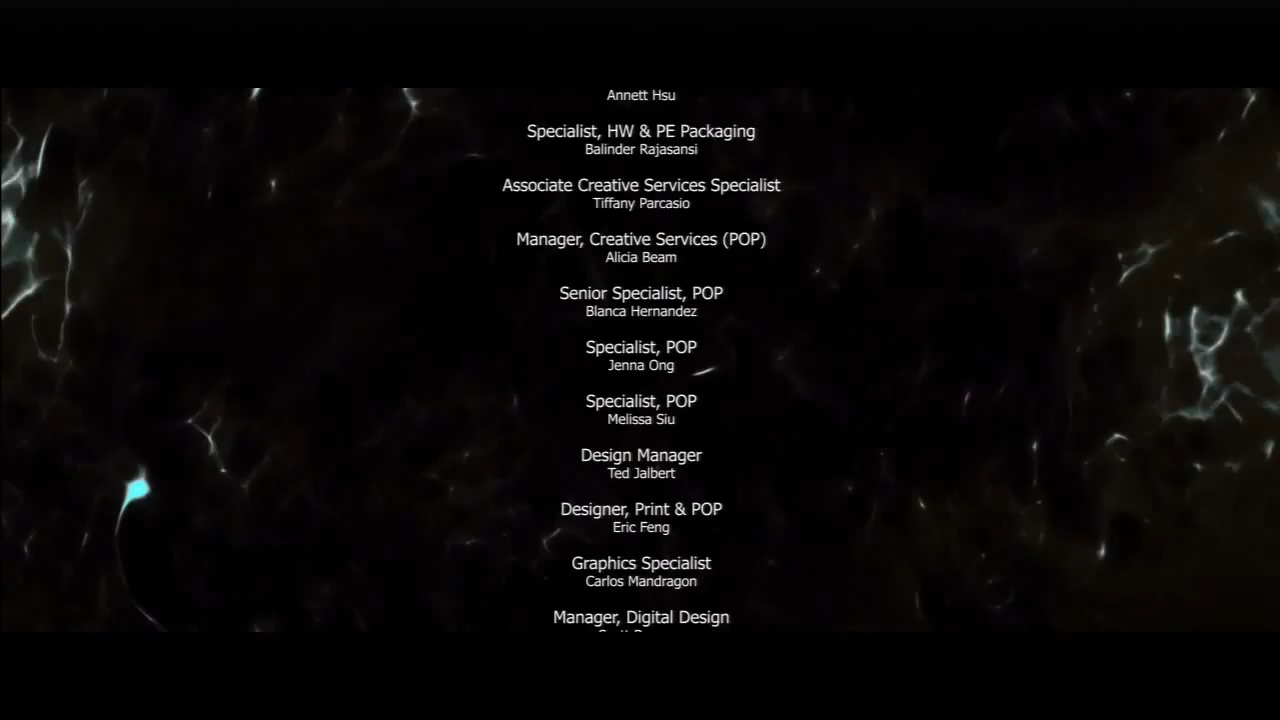 Annett Hsu
Specialist, HW & PE Packaging
Balinder Rajasansi
Associate Creative Services Specialist
Tiffany Parcasio
Manager, Creative Services (POP)
Alicia Beam
Senior Specialist, POP
Blanca Hernandez
Specialist, POP
Jenna Ong
Specialist, POP
Melissa Siu
Design Manager
Ted Jalbert
Designer, Print & POP
Eric Feng
Graphics Specialist
Carlos Mandragon
Manager, Digital Design